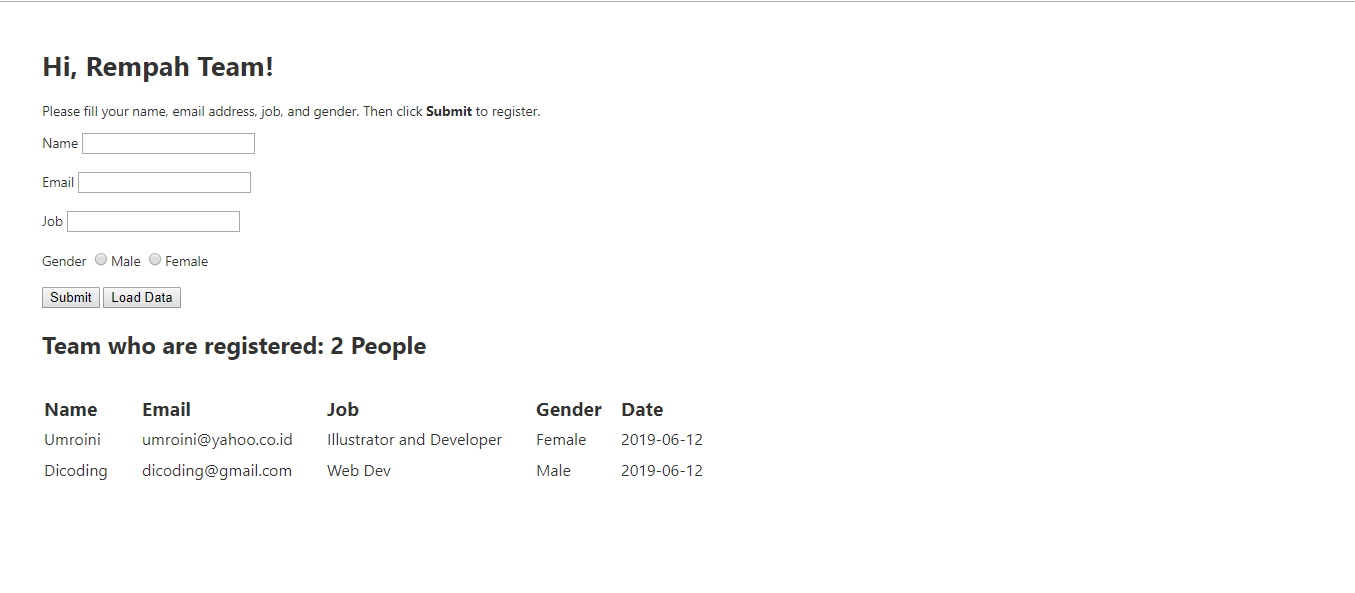 Hi, Rempah Team!
Please fill your name, email address, job, and gender. Then click Submit to register.
Name
Email
Job
Gender Male Female
Submit Load Data
Team who are registered: 2 People
Name Email Job Gender Date
Umroini umroini@yahoo.co.id Illustrator and Developer Female 2019-06-12
Dicoding dicoding@gmail.com Web Dev Male 2019-06-12